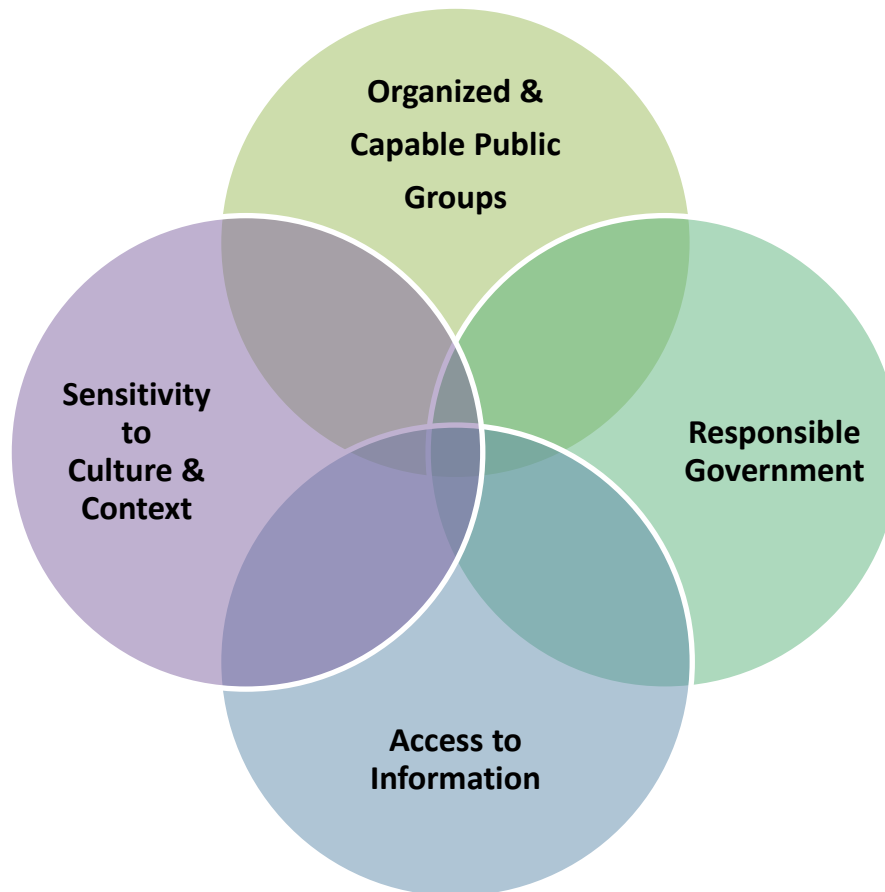 Organized &
Capable Public
Groups
Sensitivity
to
Culture &
Context
Responsible
Government
Access to
Information